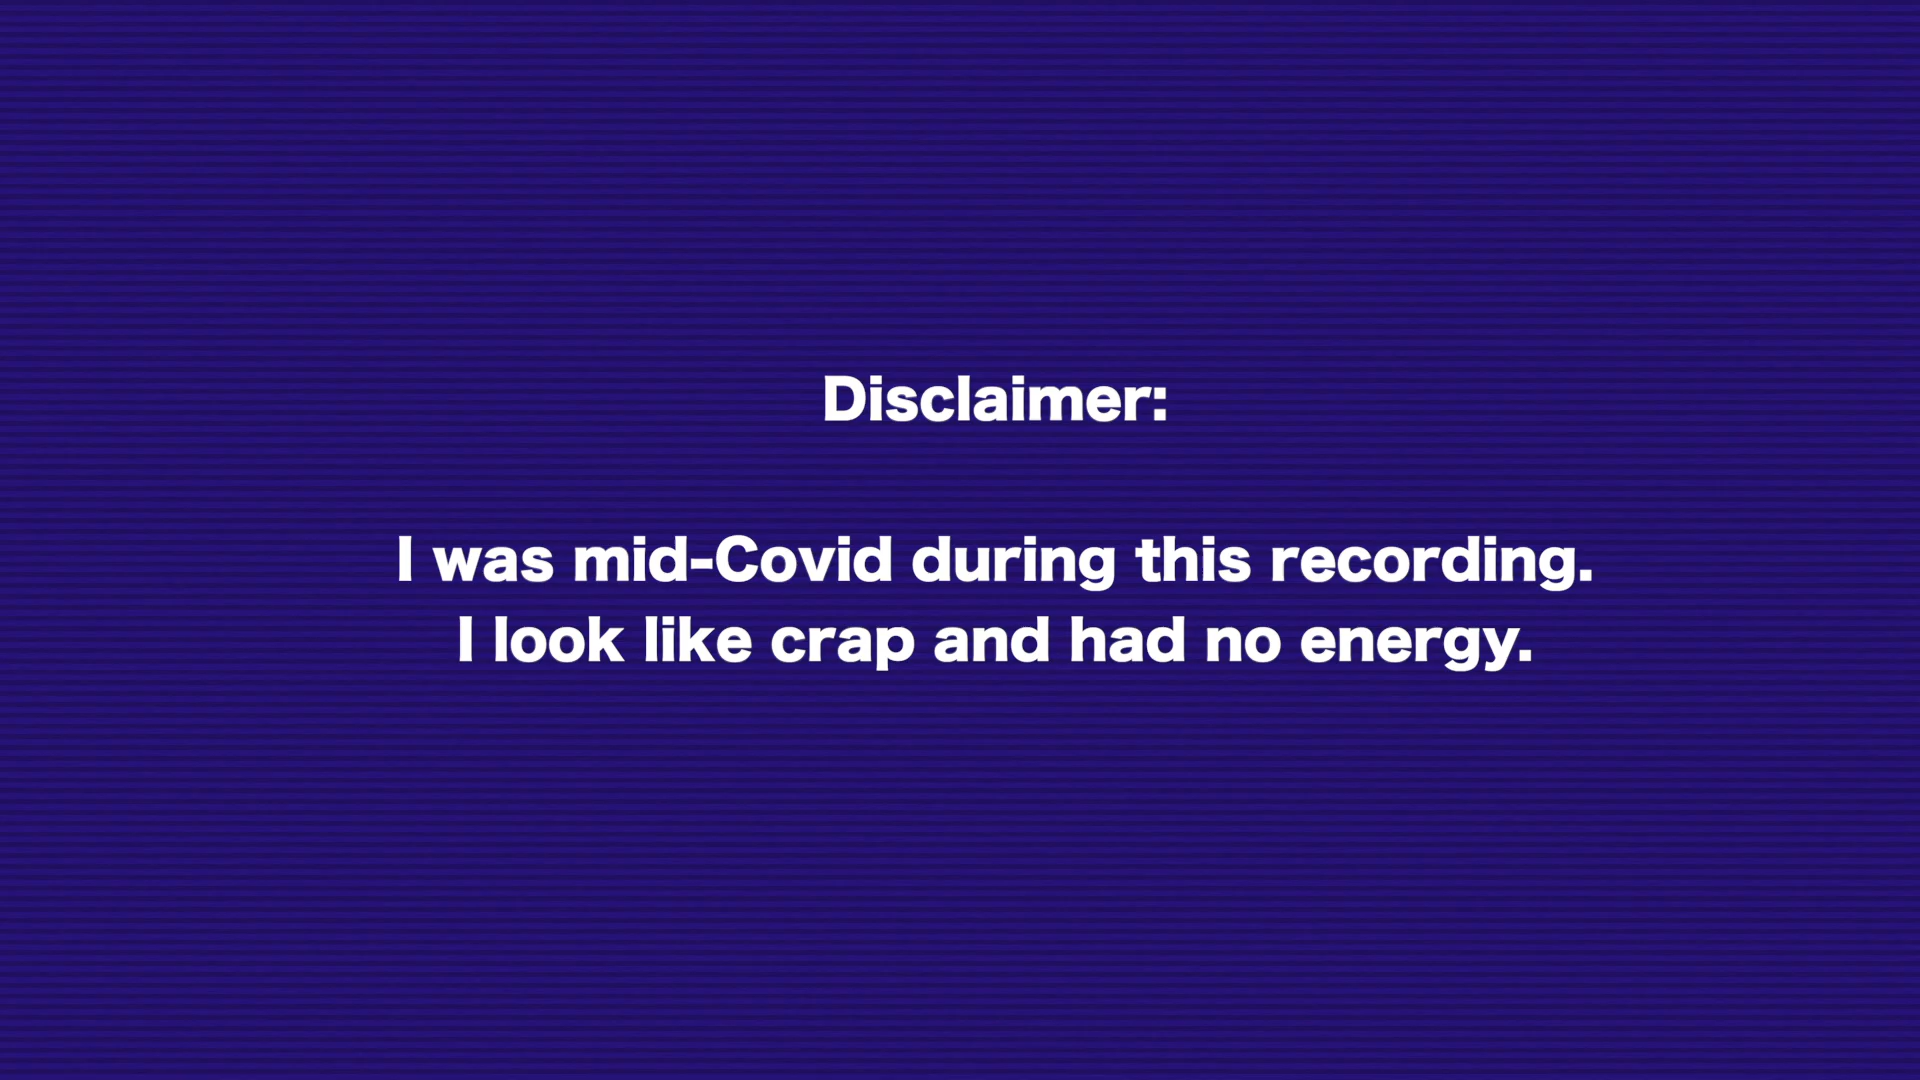 Disclaimer:
I was mid-Covid during this recording.
I look like crap and had no energy.